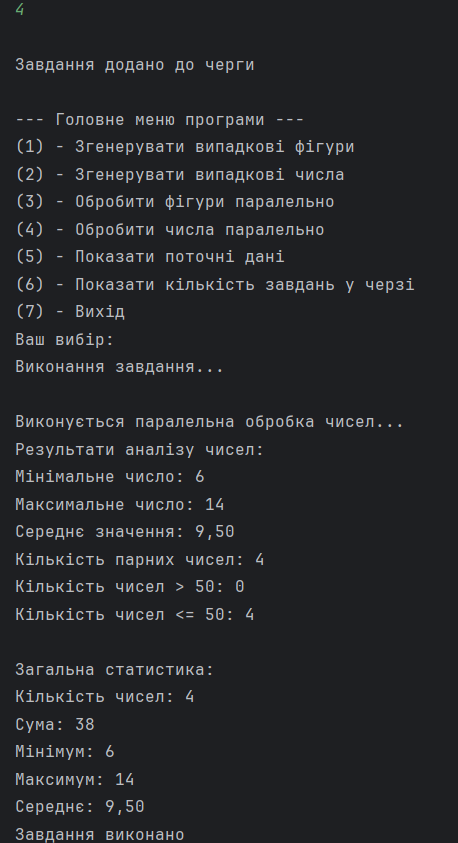 4
Завдання додано до черги
--- Головне меню програми ---
(1) - Згенерувати випадкові фігури
(2) - Згенерувати випадкові числа
(3) - Обробити фігури паралельно
(4) - Обробити числа паралельно
(5) - Показати поточні дані
(6) - Показати кількість завдань у черзі
(7) - Вихід
Ваш вибір:
Виконання завдання...
Виконується паралельна обробка чисел...
Результати аналізу чисел:
Мінімальне число: 6
Максимальне число: 14
Середнє значення: 9,50
Кількість парних чисел: 4
Кількість чисел > 50: 0
Кількість чисел <= 50: 4
Загальна статистика:
Кількість чисел: 4
Сума: 38
Мінімум: 6
Максимум: 14
Середнє: 9,50
Завдання виконано